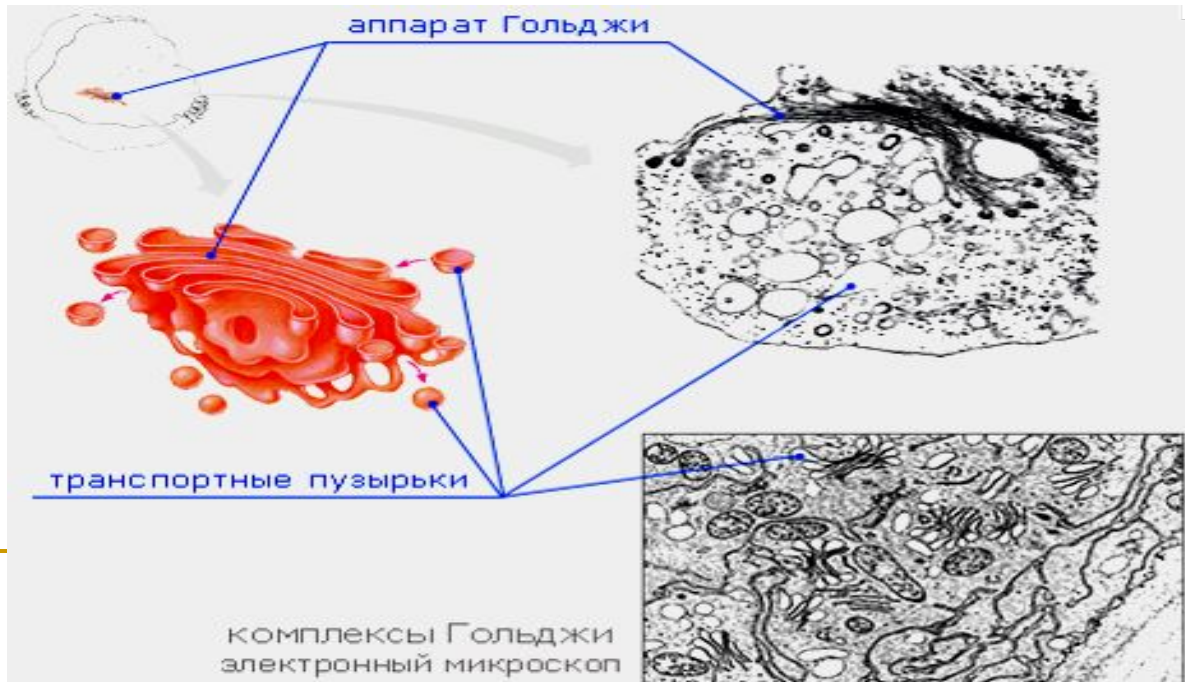 аппарат Гольджи
транспортные пузырьки
комплексы Гольджи
электронный микроскоп